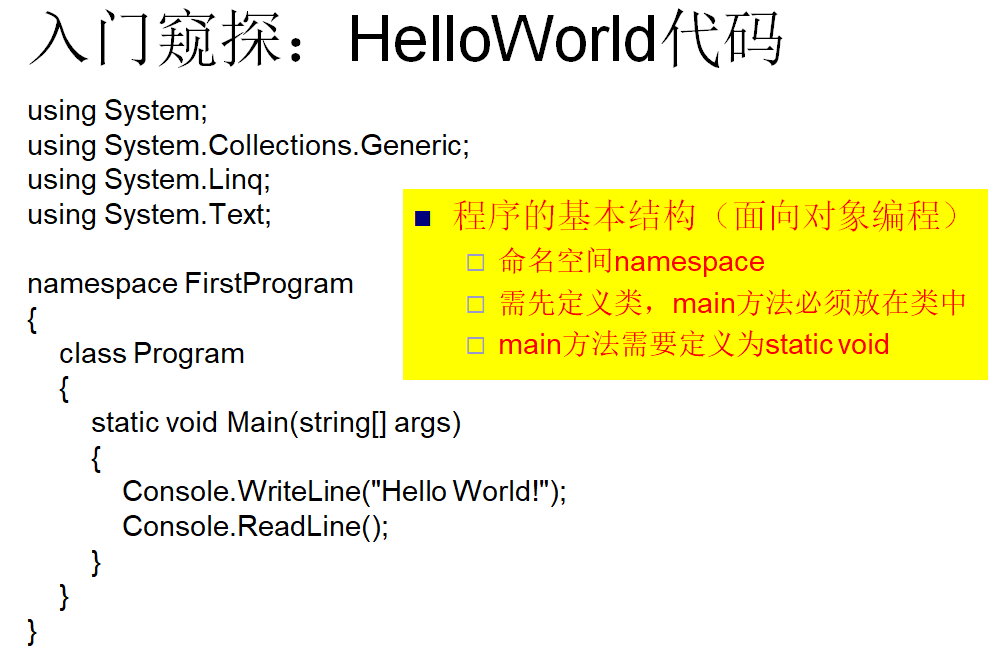 入门窥探：HelloWorld代码
using System;
using System.Collections.Generic;
using System.Linq;
using System.Text;
namespace FirstProgram
{
class Program
{
static void Main(string[] args)
{
Console.WriteLine("Hello World!");
Console.ReadLine();
}
}
}
程序的基本结构（面向对象编程）
命名空间namespace
需先定义类，main方法必须放在类中
main方法需要定义为static void